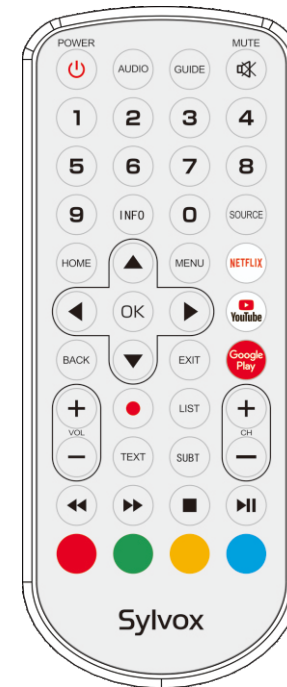 POWER MUTE
AUDIO GUIDE
1 2 3 4
5 6 7 8
9 INFO 0 SOURCE
HOME MENU NETFLIX
OK YouTube
BACK EXIT Google Play
+ LIST +
VOL CH
− TEXT SUBT −
Sylvox